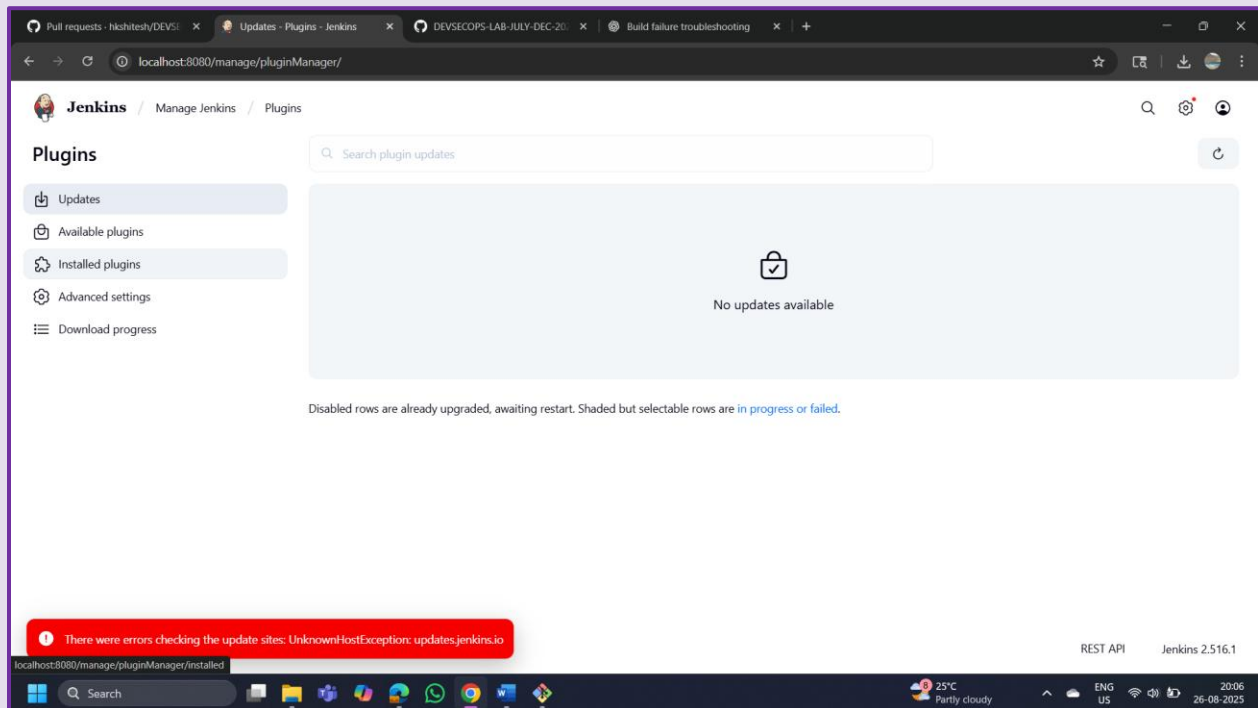 Pull requests · hkshitesh/DEVSE
Updates - Plugins - Jenkins
DEVSECOPS-LAB-JULY-DEC-20
Build failure troubleshooting
localhost:8080/manage/pluginManager/
Jenkins / Manage Jenkins / Plugins
Plugins
Search plugin updates
Updates
Available plugins
Installed plugins
Advanced settings
Download progress
No updates available
Disabled rows are already upgraded, awaiting restart. Shaded but selectable rows are in progress or failed.
There were errors checking the update sites: UnknownHostException: updates.jenkins.io
REST API
Jenkins 2.516.1
localhost:8080/manage/pluginManager/installed
Search
8
25°C
Partly cloudy
ENG
US
20:06
26-08-2025